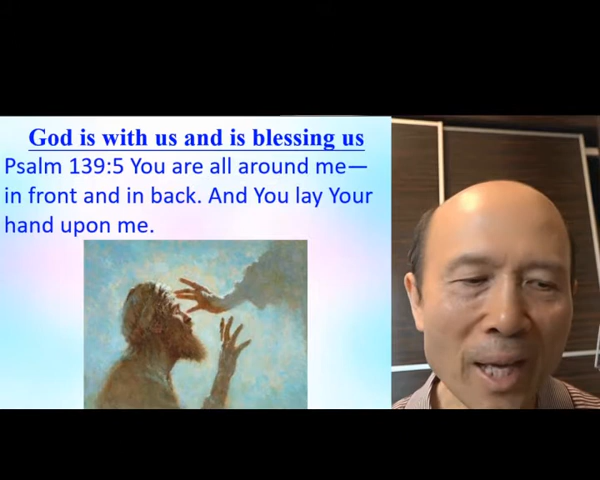 God is with us and is blessing us
Psalm 139:5 You are all around me—
in front and in back. And You lay Your
hand upon me.